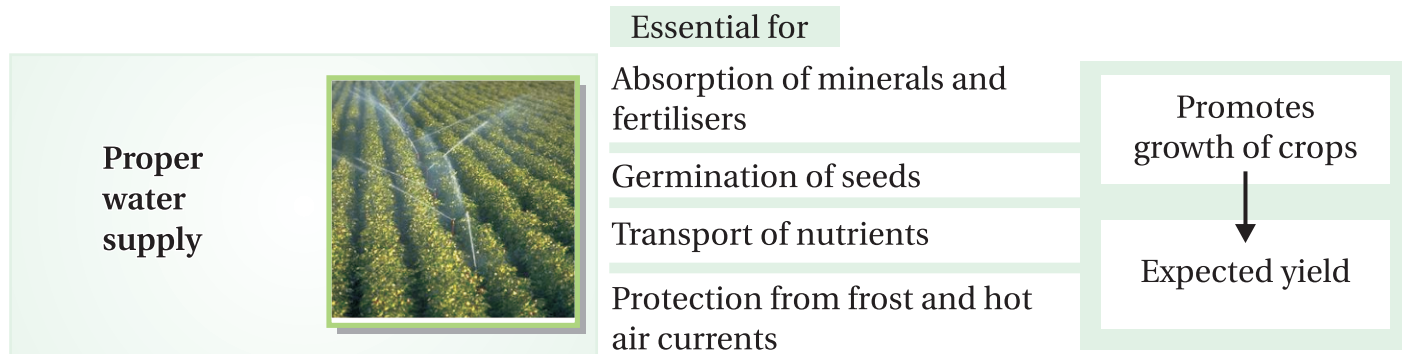 Proper
water
supply
Essential for
Absorption of minerals and
fertilisers
Germination of seeds
Transport of nutrients
Protection from frost and hot
air currents
Promotes
growth of crops
Expected yield